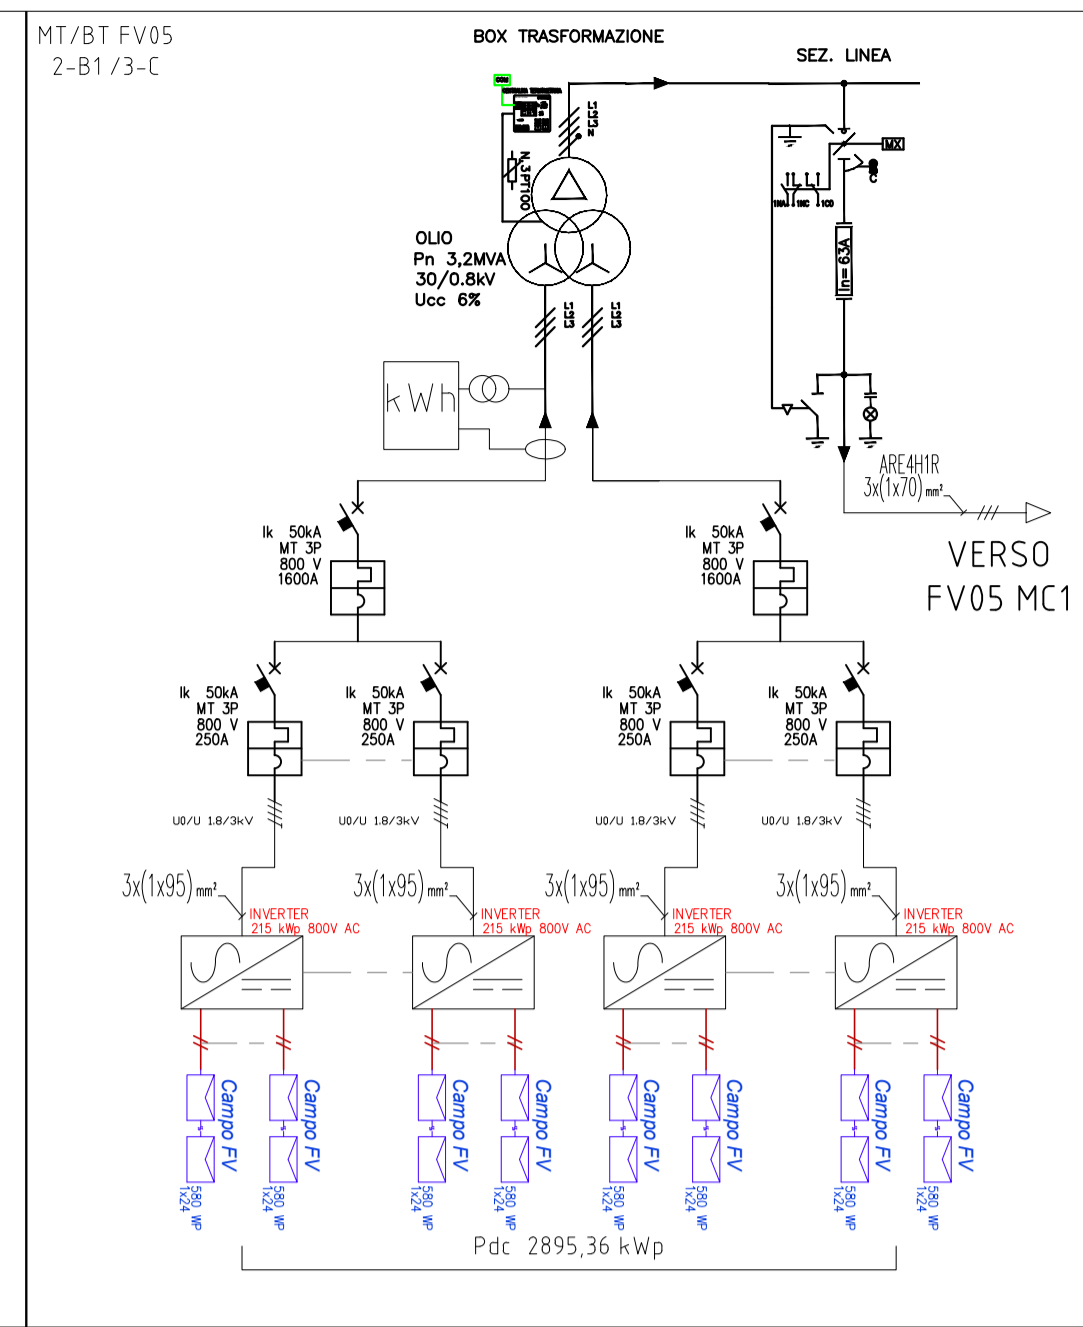 MT/BT FV05
2-B1/3-C
BOX TRASFORMAZIONE
SEZ. LINEA
COM
L1
L2
L3
N
MX
N.3PT100
1NA
1NC
1CO
OLIO
Pn 3,2MVA
30/0.8kV
Ucc 6%
In= 63A
L1
L2
L3
L1
L2
L3
kWh
ARE4H1R
3x(1x70) mm²
VERSO
FV05 MC1
Ik 50kA
MT 3P
800 V
1600A
Ik 50kA
MT 3P
800 V
1600A
Ik 50kA
MT 3P
800 V
250A
Ik 50kA
MT 3P
800 V
250A
Ik 50kA
MT 3P
800 V
250A
Ik 50kA
MT 3P
800 V
250A
U0/U 1.8/3kV
U0/U 1.8/3kV
U0/U 1.8/3kV
U0/U 1.8/3kV
3x(1x95) mm²
3x(1x95) mm²
3x(1x95) mm²
3x(1x95) mm²
INVERTER
215 kWp 800V AC
INVERTER
215 kWp 800V AC
INVERTER
215 kWp 800V AC
INVERTER
215 kWp 800V AC
Campo FV
Campo FV
Campo FV
Campo FV
Campo FV
Campo FV
Campo FV
Campo FV
580 WP
1x24
580 WP
1x24
580 WP
1x24
580 WP
1x24
580 WP
1x24
580 WP
1x24
580 WP
1x24
580 WP
1x24
Pdc 2895,36 kWp